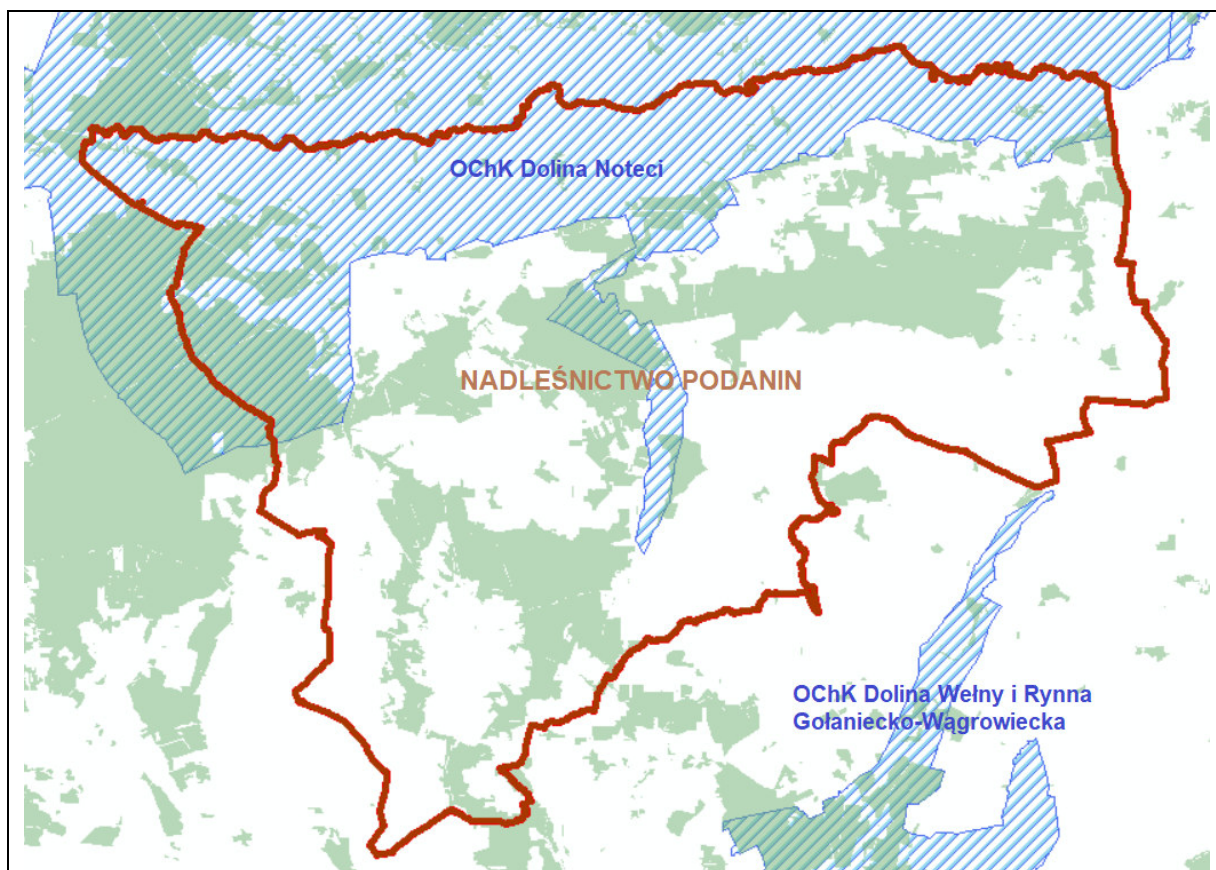 OChK Dolina Noteci
NADLEŚNICTWO PODANIN
OChK Dolina Wełny i Rynna
Gołaniecko-Wągrowiecka